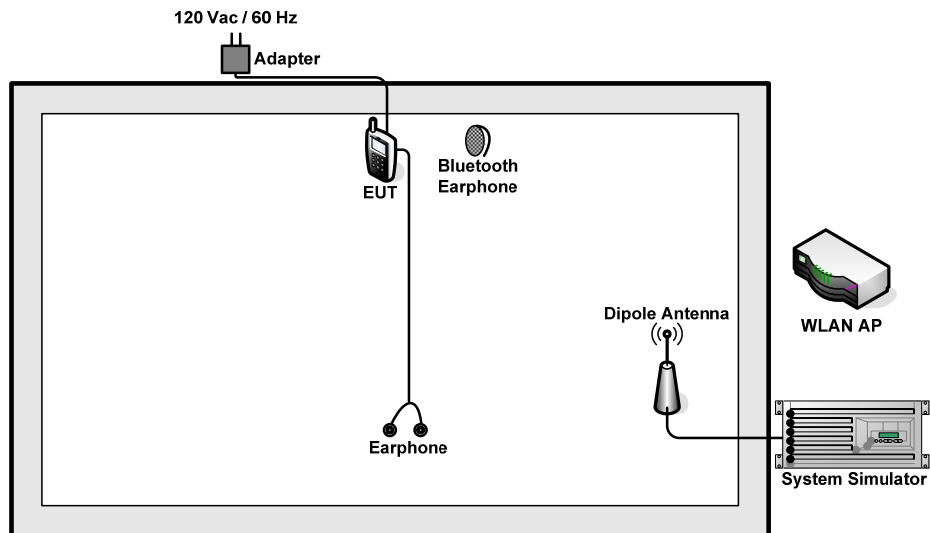 120 Vac / 60 Hz
Adapter
EUT
Bluetooth
Earphone
Dipole Antenna
WLAN AP
Earphone
System Simulator